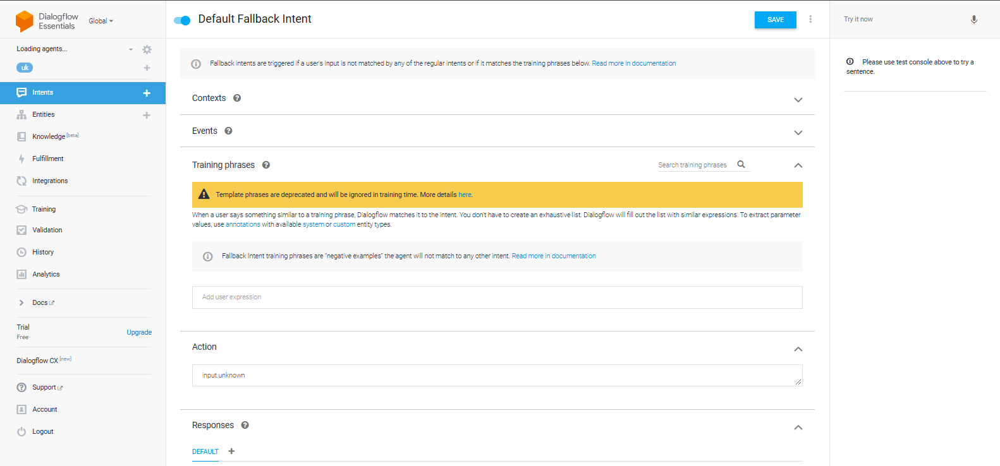 Dialogflow
Essentials
Global
Loading agents...
uk
Intents
Entities
Knowledge [beta]
Fulfillment
Integrations
Training
Validation
History
Analytics
Docs
Trial
Free
Upgrade
Dialogflow CX [new]
Support
Account
Logout
Default Fallback Intent
SAVE
Fallback intents are triggered if a user's input is not matched by any of the regular intents or if it matches the training phrases below. Read more in documentation
Contexts
Events
Training phrases
Search training phrases
Template phrases are deprecated and will be ignored in training time. More details here.
When a user says something similar to a training phrase, Dialogflow matches it to the intent. You don't have to create an exhaustive list. Dialogflow will fill out the list with similar expressions. To extract parameter
values, use annotations with available system or custom entity types.
Fallback Intent training phrases are “negative examples” the agent will not match to any other intent. Read more in documentation
Add user expression
Action
input.unknown
Responses
DEFAULT
Try it now
Please use test console above to try a
sentence.